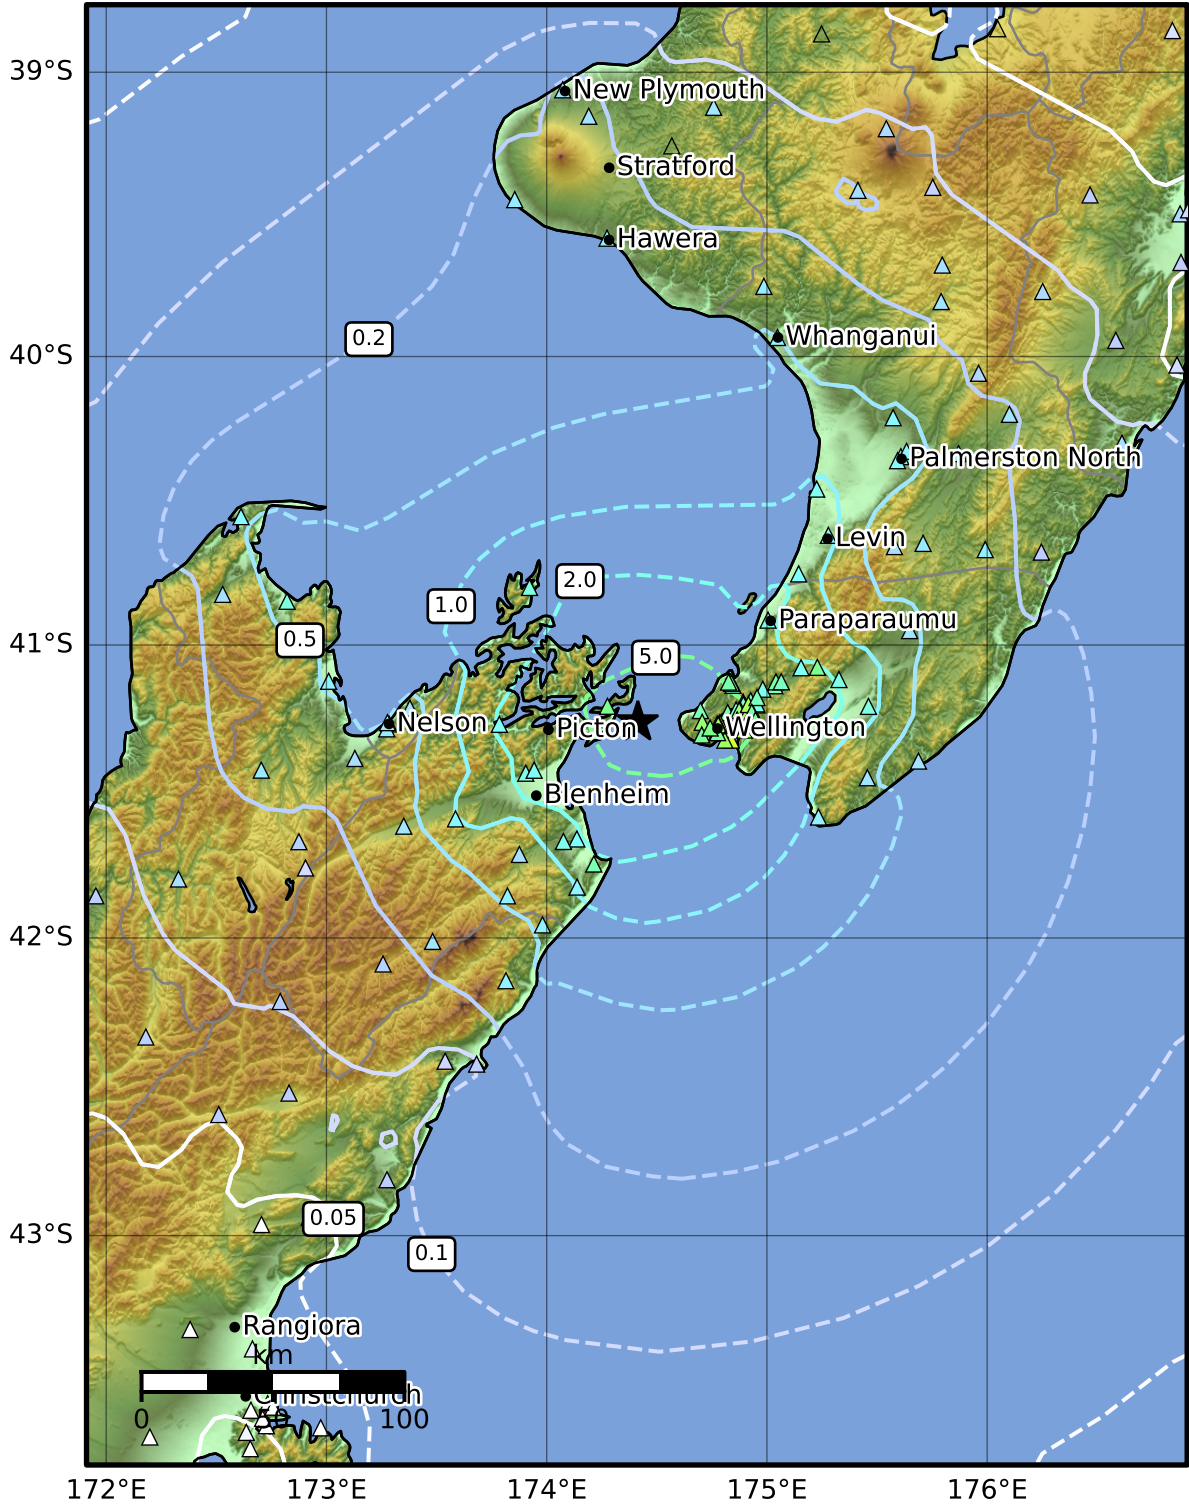 39°S
40°S
41°S
42°S
43°S
New Plymouth
Stratford
Hawera
0.2
Whanganui
Palmerston North
Levin
2.0
1.0
Paraparaumu
0.5
5.0
Nelson
Picton
Wellington
Blenheim
0.05
0.1
Rangiora
km
Christchurch
0
100
172°E
173°E
174°E
175°E
176°E